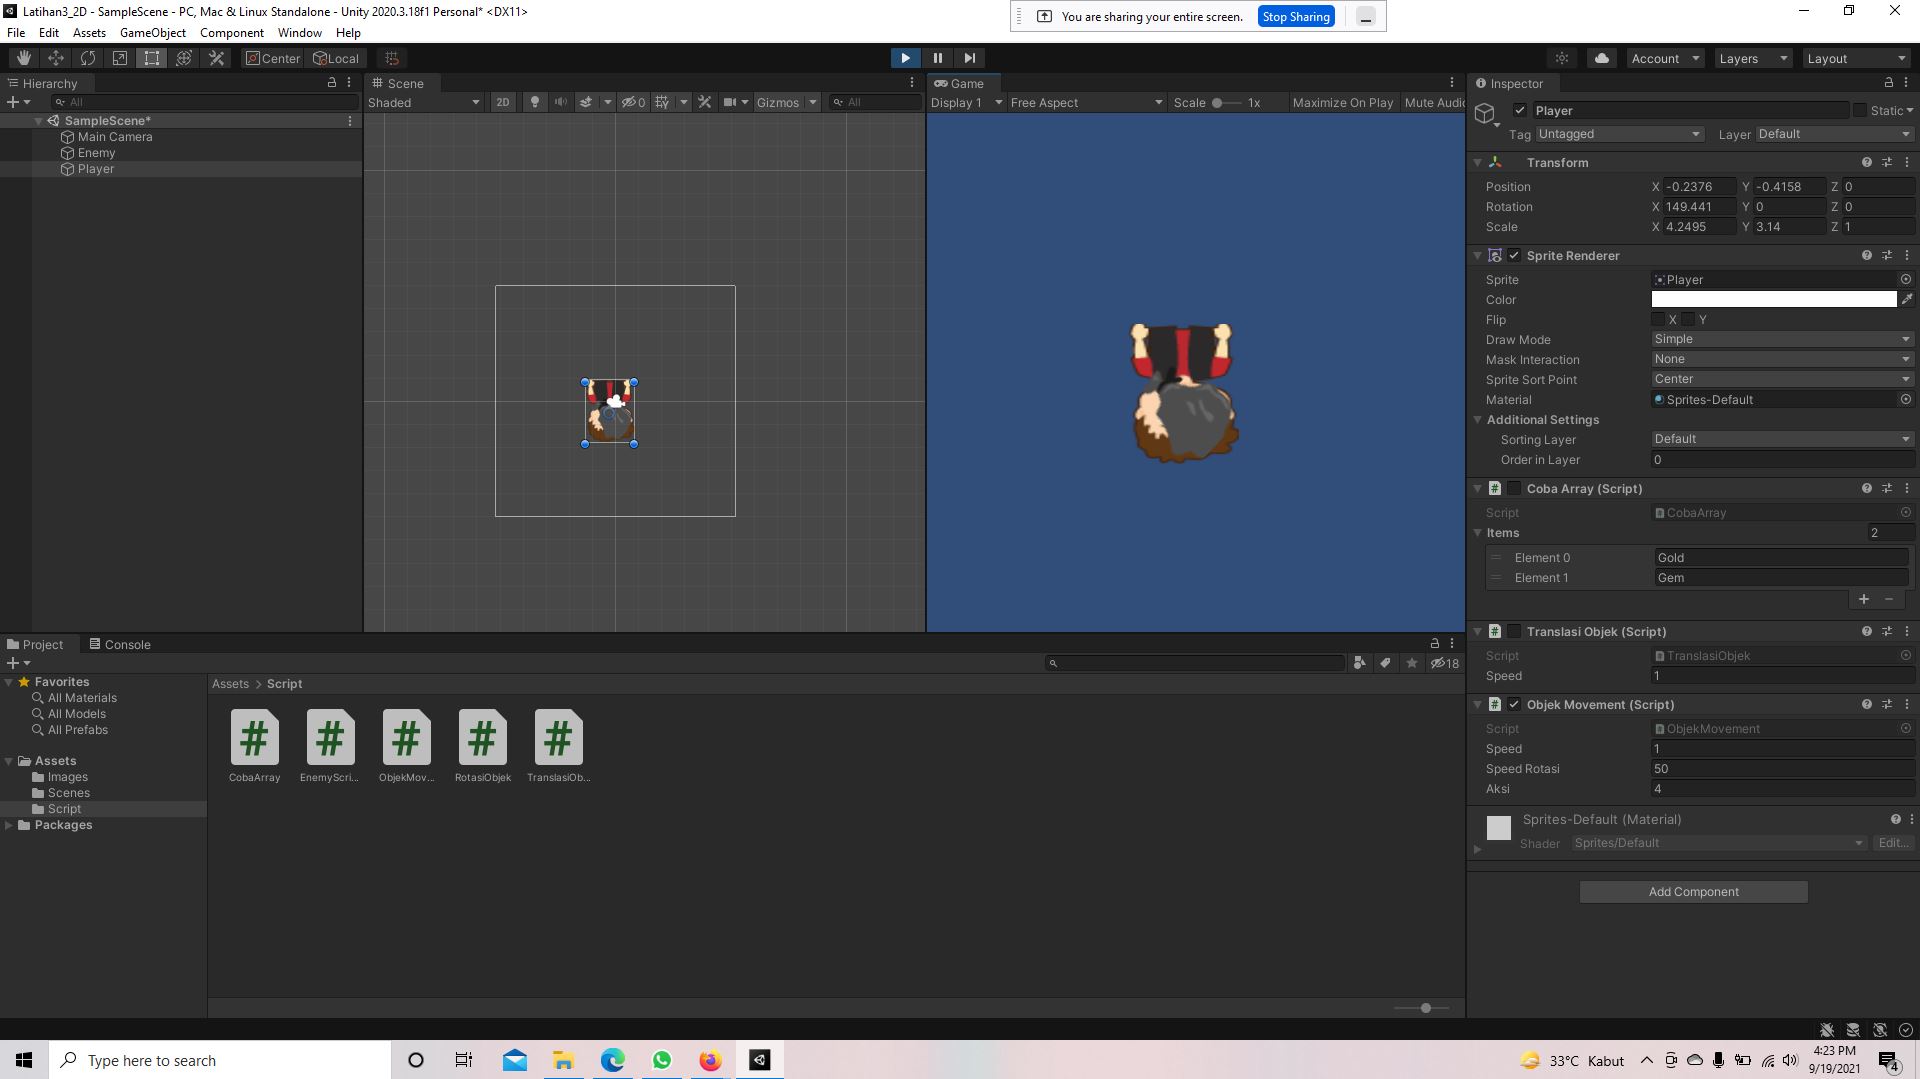 Latihan3_2D - SampleScene - PC, Mac & Linux Standalone - Unity 2020.3.18f1 Personal* <DX11>
You are sharing your entire screen. Stop Sharing
File Edit Assets GameObject Component Window Help
Center Local Account Layers Layout
Hierarchy
All
SampleScene*
Main Camera
Enemy
Player
Scene
Shaded 2D 0 Gizmos All
Game
Display 1 Free Aspect Scale 1x Maximize On Play Mute Audio
Inspector
Player Static
Tag Untagged Layer Default
Transform
Position X -0.2376 Y -0.4158 Z 0
Rotation X 149.441 Y 0 Z 0
Scale X 4.2495 Y 3.14 Z 1
Sprite Renderer
Sprite Player
Color
Flip X Y
Draw Mode Simple
Mask Interaction None
Sprite Sort Point Center
Material Sprites-Default
Additional Settings
Sorting Layer Default
Order in Layer 0
Coba Array (Script)
Script CobaArray
Items 2
Element 0 Gold
Element 1 Gem
+ −
Translasi Objek (Script)
Script TranslasiObjek
Speed 1
Objek Movement (Script)
Script ObjekMovement
Speed 1
Speed Rotasi 50
Aksi 4
Sprites-Default (Material)
Shader Sprites/Default Edit...
Add Component
Project Console
18
Favorites
All Materials
All Models
All Prefabs
Assets
Images
Scenes
Script
Packages
Assets > Script
# # # # #
CobaArray EnemyScri... ObjekMov... RotasiObjek TranslasiOb...
Type here to search
33°C Kabut
4:23 PM
9/19/2021
4